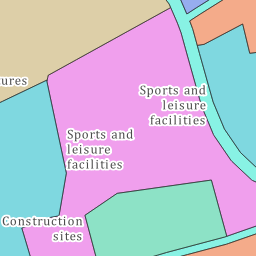 ures
Sports and
leisure
facilities
Sports and
leisure
facilities
Construction
sites